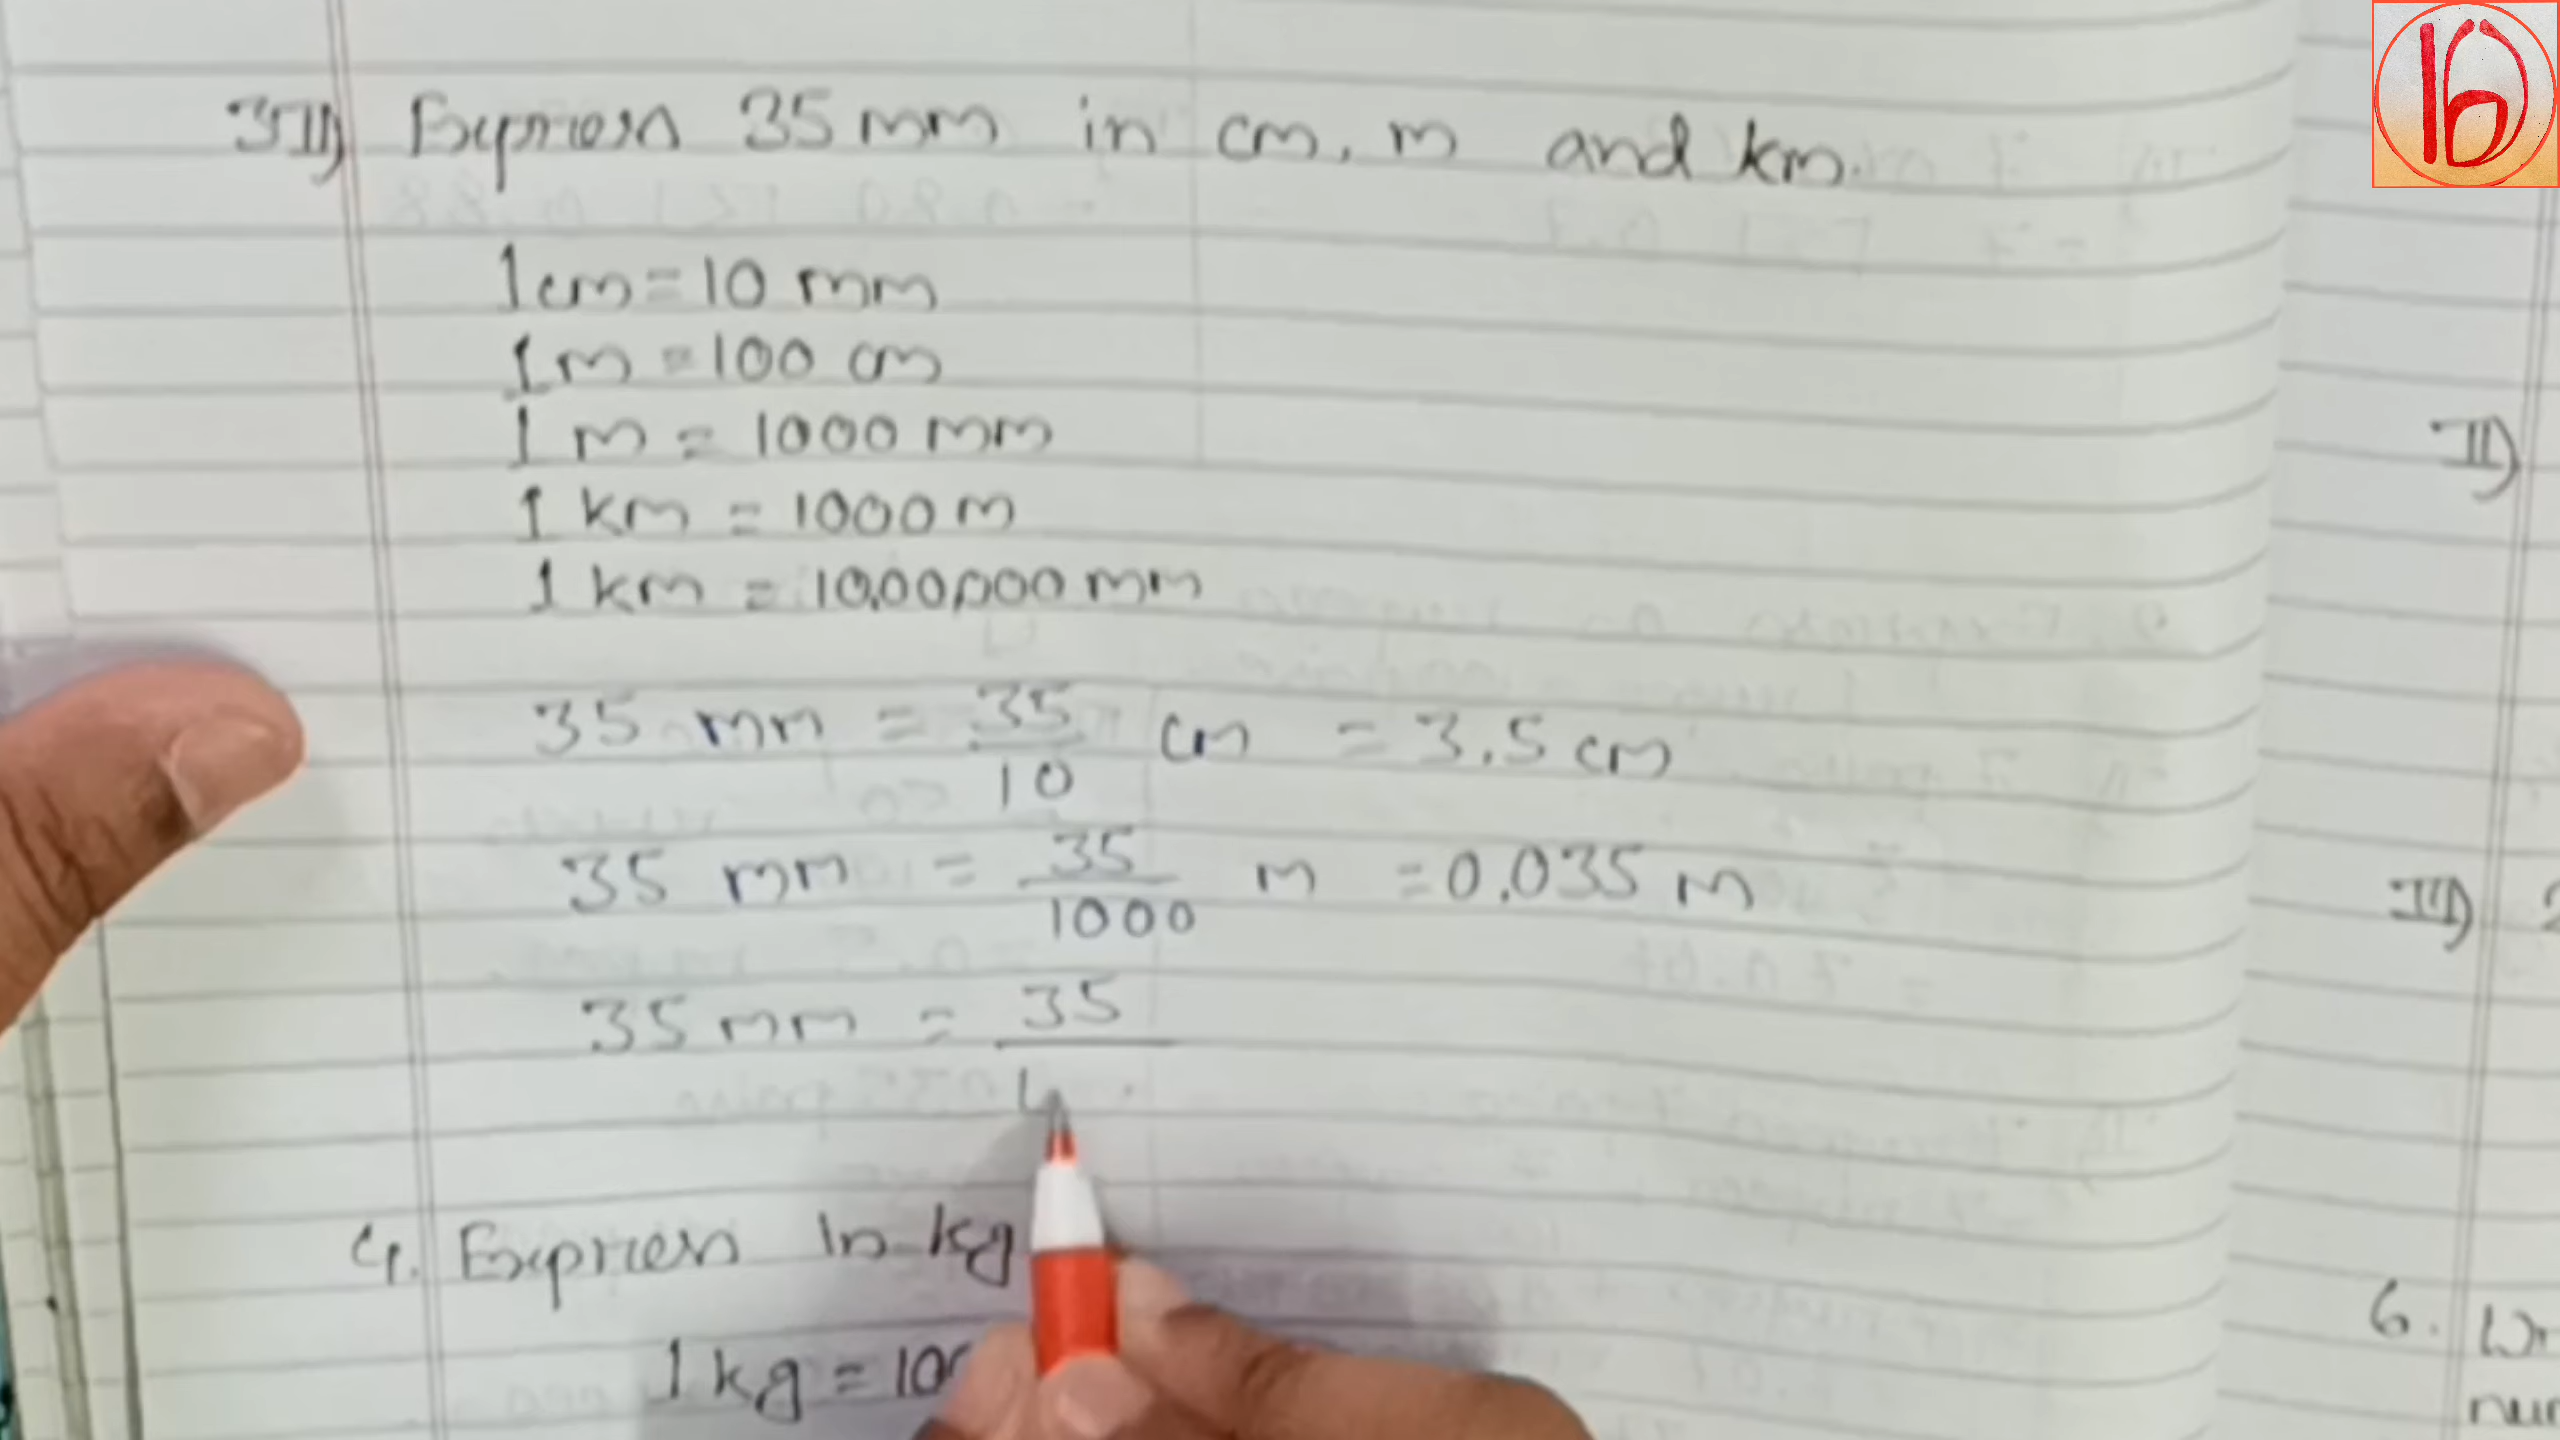 3 II) Express 35 mm in cm, m and km.
1 cm = 10 mm
1 m = 100 cm
1 m = 1000 mm
1 km = 1000 m
1 km = 10,00,000 mm
35 mm = 35/10 cm = 3.5 cm
35 mm = 35/1000 m = 0.035 m
35 mm = 35/1
4. Express in kg
1 kg = 10
II)
III) 2
6.